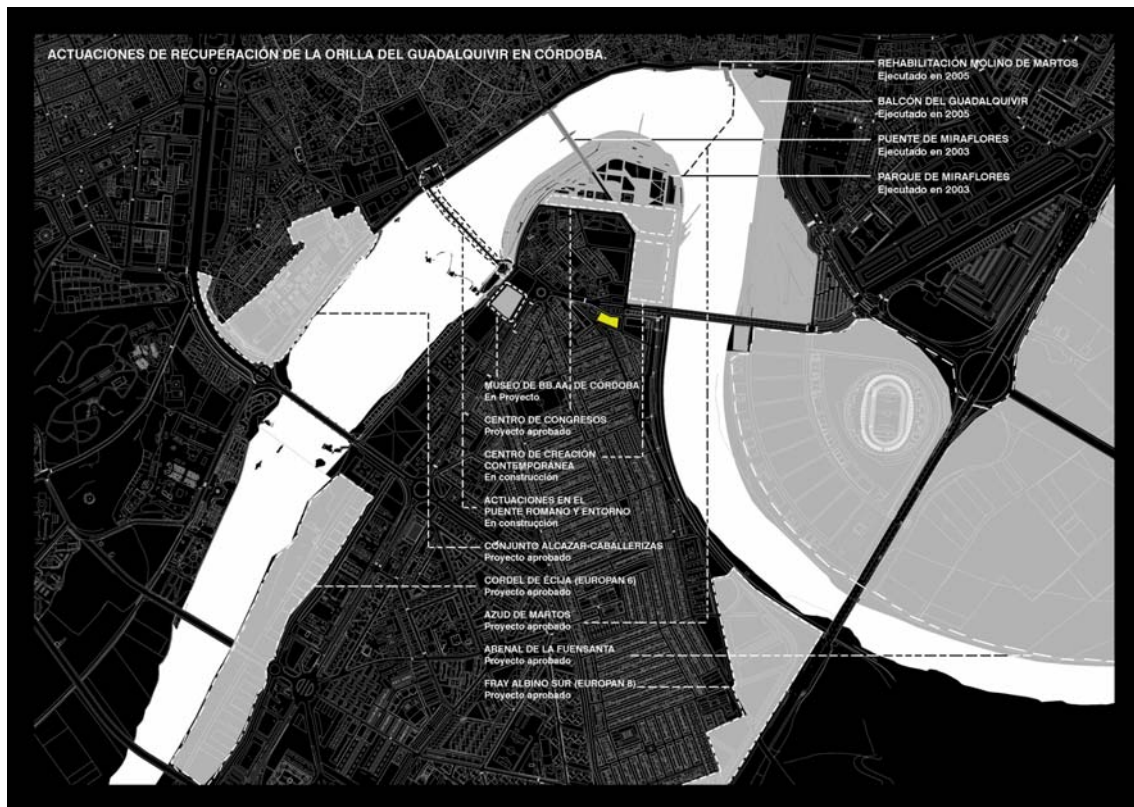 ACTUACIONES DE RECUPERACIÓN DE LA ORILLA DEL GUADALQUIVIR EN CÓRDOBA.
REHABILITACIÓN MOLINO DE MARTOS
Ejecutado en 2005
BALCÓN DEL GUADALQUIVIR
Ejecutado en 2005
PUENTE DE MIRAFLORES
Ejecutado en 2003
PARQUE DE MIRAFLORES
Ejecutado en 2003
MUSEO DE BB.AA. DE CÓRDOBA
En Proyecto
CENTRO DE CONGRESOS
Proyecto aprobado
CENTRO DE CREACIÓN
CONTEMPORÁNEA
En construcción
ACTUACIONES EN EL
PUENTE ROMANO Y ENTORNO
En construcción
CONJUNTO ALCAZAR-CABALLERIZAS
Proyecto aprobado
CORDEL DE ÉCIJA (EUROPAN 6)
Proyecto aprobado
AZUD DE MARTOS
Proyecto aprobado
ARENAL DE LA FUENSANTA
Proyecto aprobado
FRAY ALBINO SUR (EUROPAN 8)
Proyecto aprobado